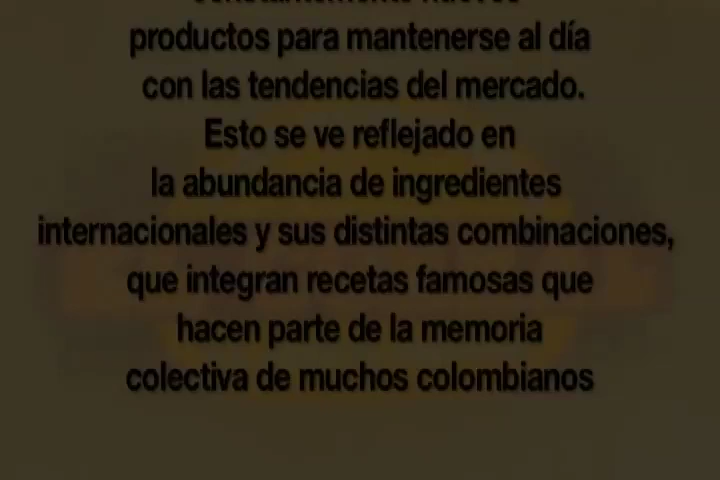 productos para mantenerse al día
con las tendencias del mercado.
Esto se ve reflejado en
la abundancia de ingredientes
internacionales y sus distintas combinaciones,
que integran recetas famosas que
hacen parte de la memoria
colectiva de muchos colombianos